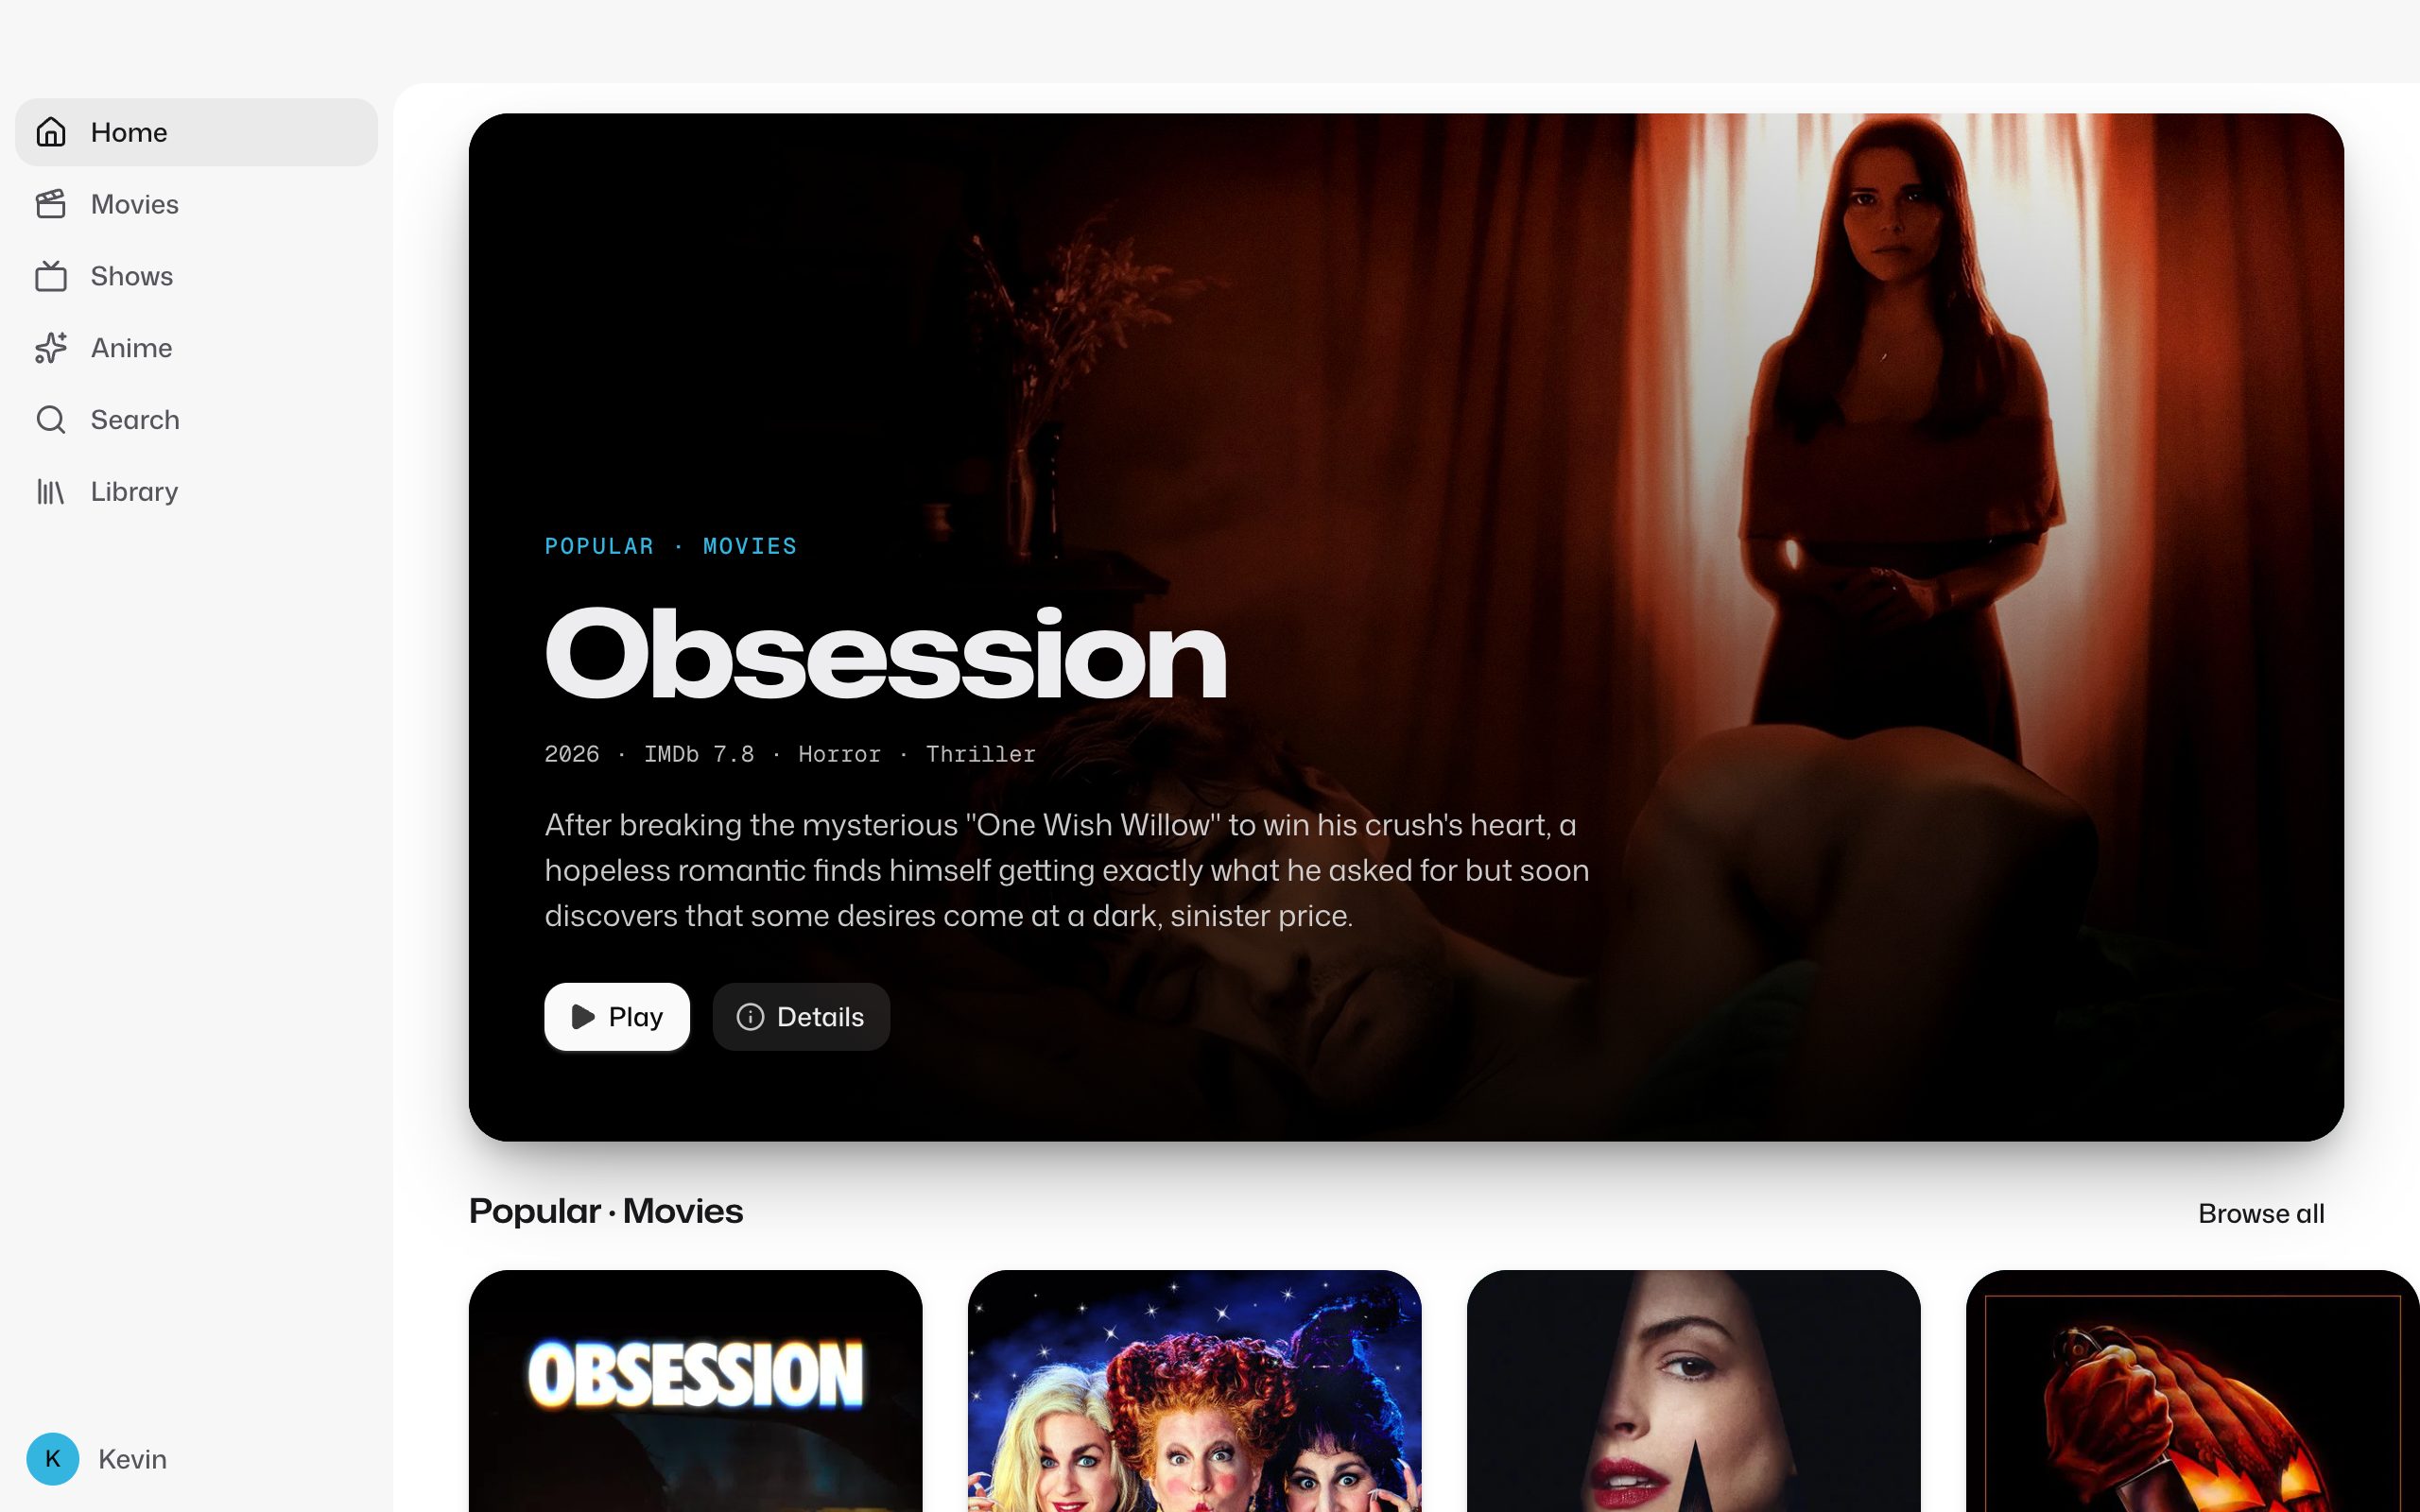 Home
Movies
Shows
Anime
Search
Library
POPULAR · MOVIES
Obsession
2026 · IMDb 7.8 · Horror · Thriller
After breaking the mysterious "One Wish Willow" to win his crush's heart, a
hopeless romantic finds himself getting exactly what he asked for but soon
discovers that some desires come at a dark, sinister price.
Play
Details
Popular · Movies
Browse all
OBSESSION
K
Kevin